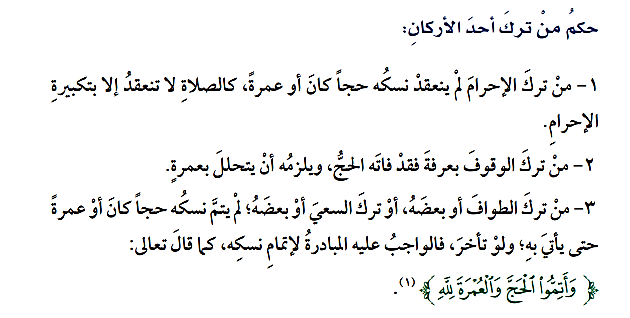 حكمُ منْ تركَ أحدَ الأركانِ:
١- منْ تركَ الإحرامَ لمْ ينعقدْ نسكُه حجاً كانَ أو عمرةً، كالصلاةِ لا تنعقدُ إلا بتكبيرةِ
الإحرامِ.
٢- منْ تركَ الوقوفَ بعرفةَ فقدْ فاتَه الحجُّ، ويلزمُه أنْ يتحللَ بعمرةٍ.
٣- منْ تركَ الطوافَ أو بعضَهُ، أوْ تركَ السعيَ أوْ بعضَهُ؛ لمْ يتمَّ نسكُه حجاً كانَ أوْ عمرةً
حتى يأتيَ بهِ؛ ولوْ تأخرَ، فالواجبُ عليه المبادرةُ لإتمامِ نسكِه، كما قالَ تعالى:
﴿ وَأَتِمُّواْ ٱلْحَجَّ وَٱلْعُمْرَةَ لِلَّهِ ﴾ (١).